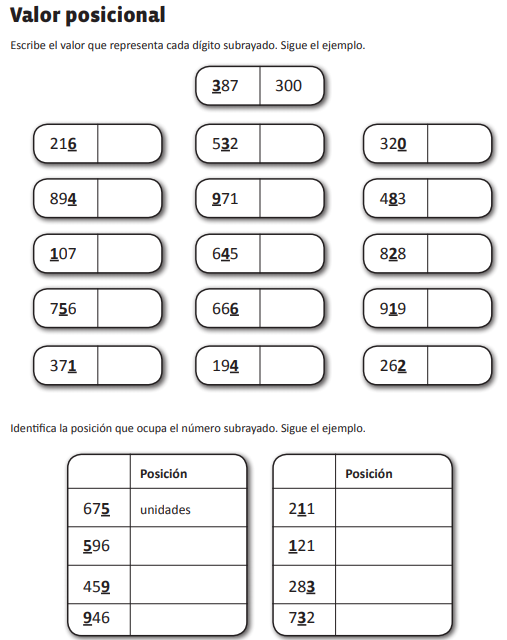 Valor posicional
Escribe el valor que representa cada dígito subrayado. Sigue el ejemplo.
387 300
216 532 320
894 971 483
107 645 828
756 666 919
371 194 262
Identifica la posición que ocupa el número subrayado. Sigue el ejemplo.
Posición Posición
675 unidades 211
596 121
459 283
946 732